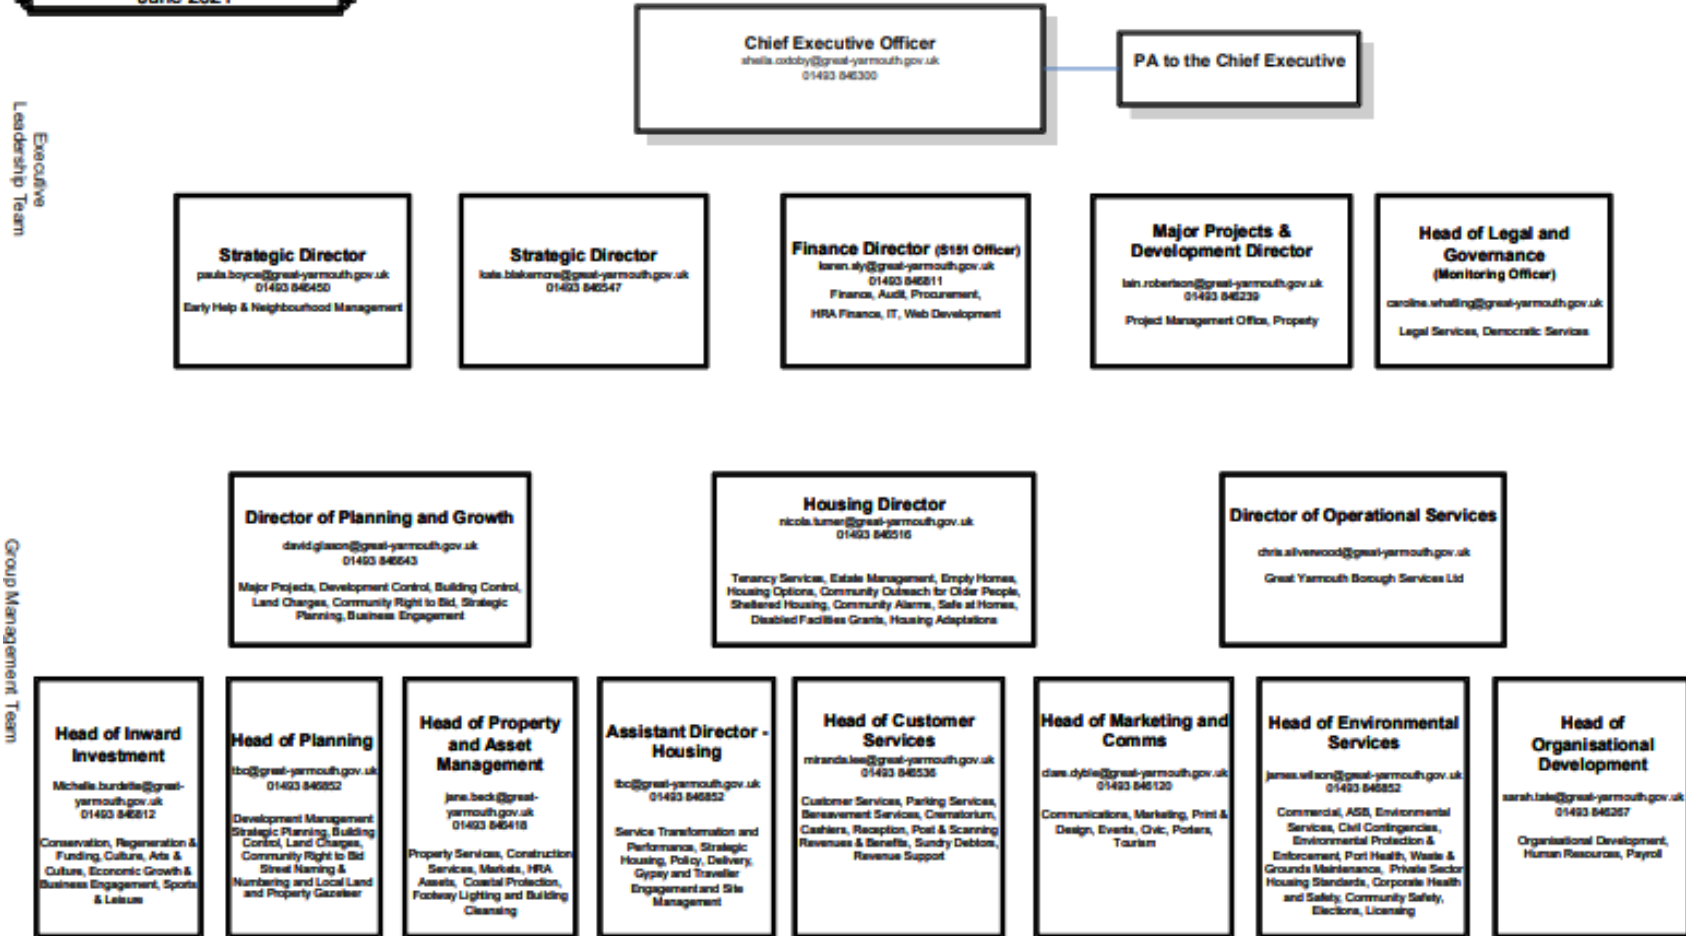 June 2021
Chief Executive Officer
sheila.oxtoby@great-yarmouth.gov.uk
01493 846300
PA to the Chief Executive
Executive
Leadership Team
Strategic Director
paula.boyce@great-yarmouth.gov.uk
01493 846450
Early Help & Neighbourhood Management
Strategic Director
kate.blakemore@great-yarmouth.gov.uk
01493 846547
Finance Director (S151 Officer)
karen.sly@great-yarmouth.gov.uk
01493 846811
Finance, Audit, Procurement,
HRA Finance, IT, Web Development
Major Projects &
Development Director
iain.robertson@great-yarmouth.gov.uk
01493 846239
Project Management Office, Property
Head of Legal and
Governance
(Monitoring Officer)
caroline.whatling@great-yarmouth.gov.uk
Legal Services, Democratic Services
Group Management Team
Director of Planning and Growth
david.glason@great-yarmouth.gov.uk
01493 846643
Major Projects, Development Control, Building Control,
Land Charges, Community Right to Bid, Strategic
Planning, Business Engagement
Housing Director
nicola.turner@great-yarmouth.gov.uk
01493 846516
Tenancy Services, Estate Management, Empty Homes,
Housing Options, Community Outreach for Older People,
Sheltered Housing, Community Alarms, Safe at Homes,
Disabled Facilities Grants, Housing Adaptations
Director of Operational Services
chris.silverwood@great-yarmouth.gov.uk
Great Yarmouth Borough Services Ltd
Head of Inward
Investment
Michelle.burdette@great-
yarmouth.gov.uk
01493 846812
Conservation, Regeneration &
Funding, Culture, Arts &
Culture, Economic Growth &
Business Engagement, Sports
& Leisure
Head of Planning
tbc@great-yarmouth.gov.uk
01493 846852
Development Management
Strategic Planning, Building
Control, Land Charges,
Community Right to Bid
Street Naming &
Numbering and Local Land
and Property Gazeteer
Head of Property
and Asset
Management
jane.beck@great-
yarmouth.gov.uk
01493 846418
Property Services, Construction
Services, Markets, HRA
Assets, Coastal Protection,
Footway Lighting and Building
Cleansing
Assistant Director -
Housing
tbc@great-yarmouth.gov.uk
01493 846852
Service Transformation and
Performance, Strategic
Housing, Policy, Delivery,
Gypsy and Traveller
Engagement and Site
Management
Head of Customer
Services
miranda.lee@great-yarmouth.gov.uk
01493 846536
Customer Services, Parking Services,
Bereavement Services, Crematorium,
Cashiers, Reception, Post & Scanning
Revenues & Benefits, Sundry Debtors,
Revenue Support
Head of Marketing and
Comms
clare.dyble@great-yarmouth.gov.uk
01493 846120
Communications, Marketing, Print &
Design, Events, Civic, Porters,
Tourism
Head of Environmental
Services
james.wilson@great-yarmouth.gov.uk
01493 846852
Commercial, ASB, Environmental
Services, Civil Contingencies,
Environmental Protection &
Enforcement, Port Health, Waste &
Grounds Maintenance, Private Sector
Housing Standards, Corporate Health
and Safety, Community Safety,
Elections, Licensing
Head of
Organisational
Development
sarah.tate@great-yarmouth.gov.uk
01493 846267
Organisational Development,
Human Resources, Payroll